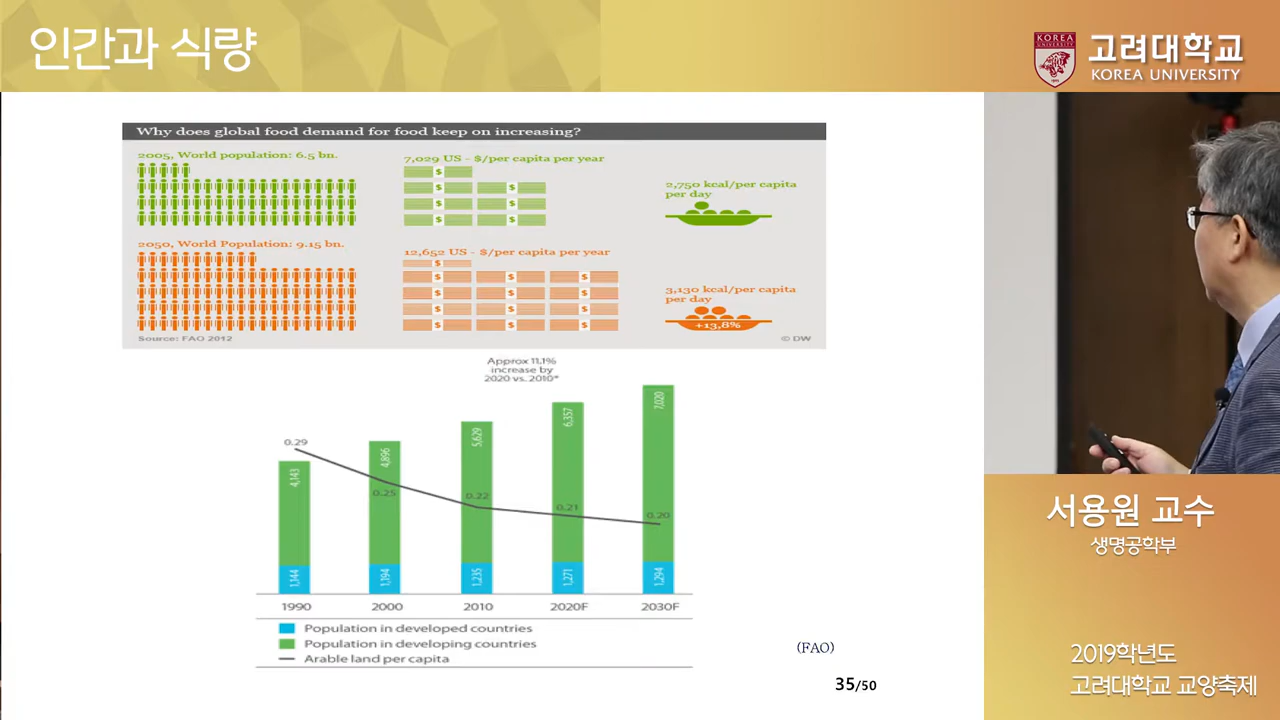 인간과 식량
KOREA
UNIVERSITY
고려대학교
KOREA UNIVERSITY
Why does global food demand for food keep on increasing?
2005, World population: 6.5 bn.
7,029 US - $/per capita per year
2,750 kcal/per capita
per day
2050, World Population: 9.15 bn.
12,652 US - $/per capita per year
3,130 kcal/per capita
per day
+13,8%
Source: FAO 2012
© DW
Approx 11.1%
increase by
2020 vs. 2010*
0.29
0.25
0.22
0.21
0.20
4,143
4,896
5,629
6,357
7,020
1,144
1,194
1,235
1,271
1,294
1990
2000
2010
2020F
2030F
Population in developed countries
Population in developing countries
Arable land per capita
(FAO)
35/50
서용원 교수
생명공학부
2019학년도
고려대학교 교양축제